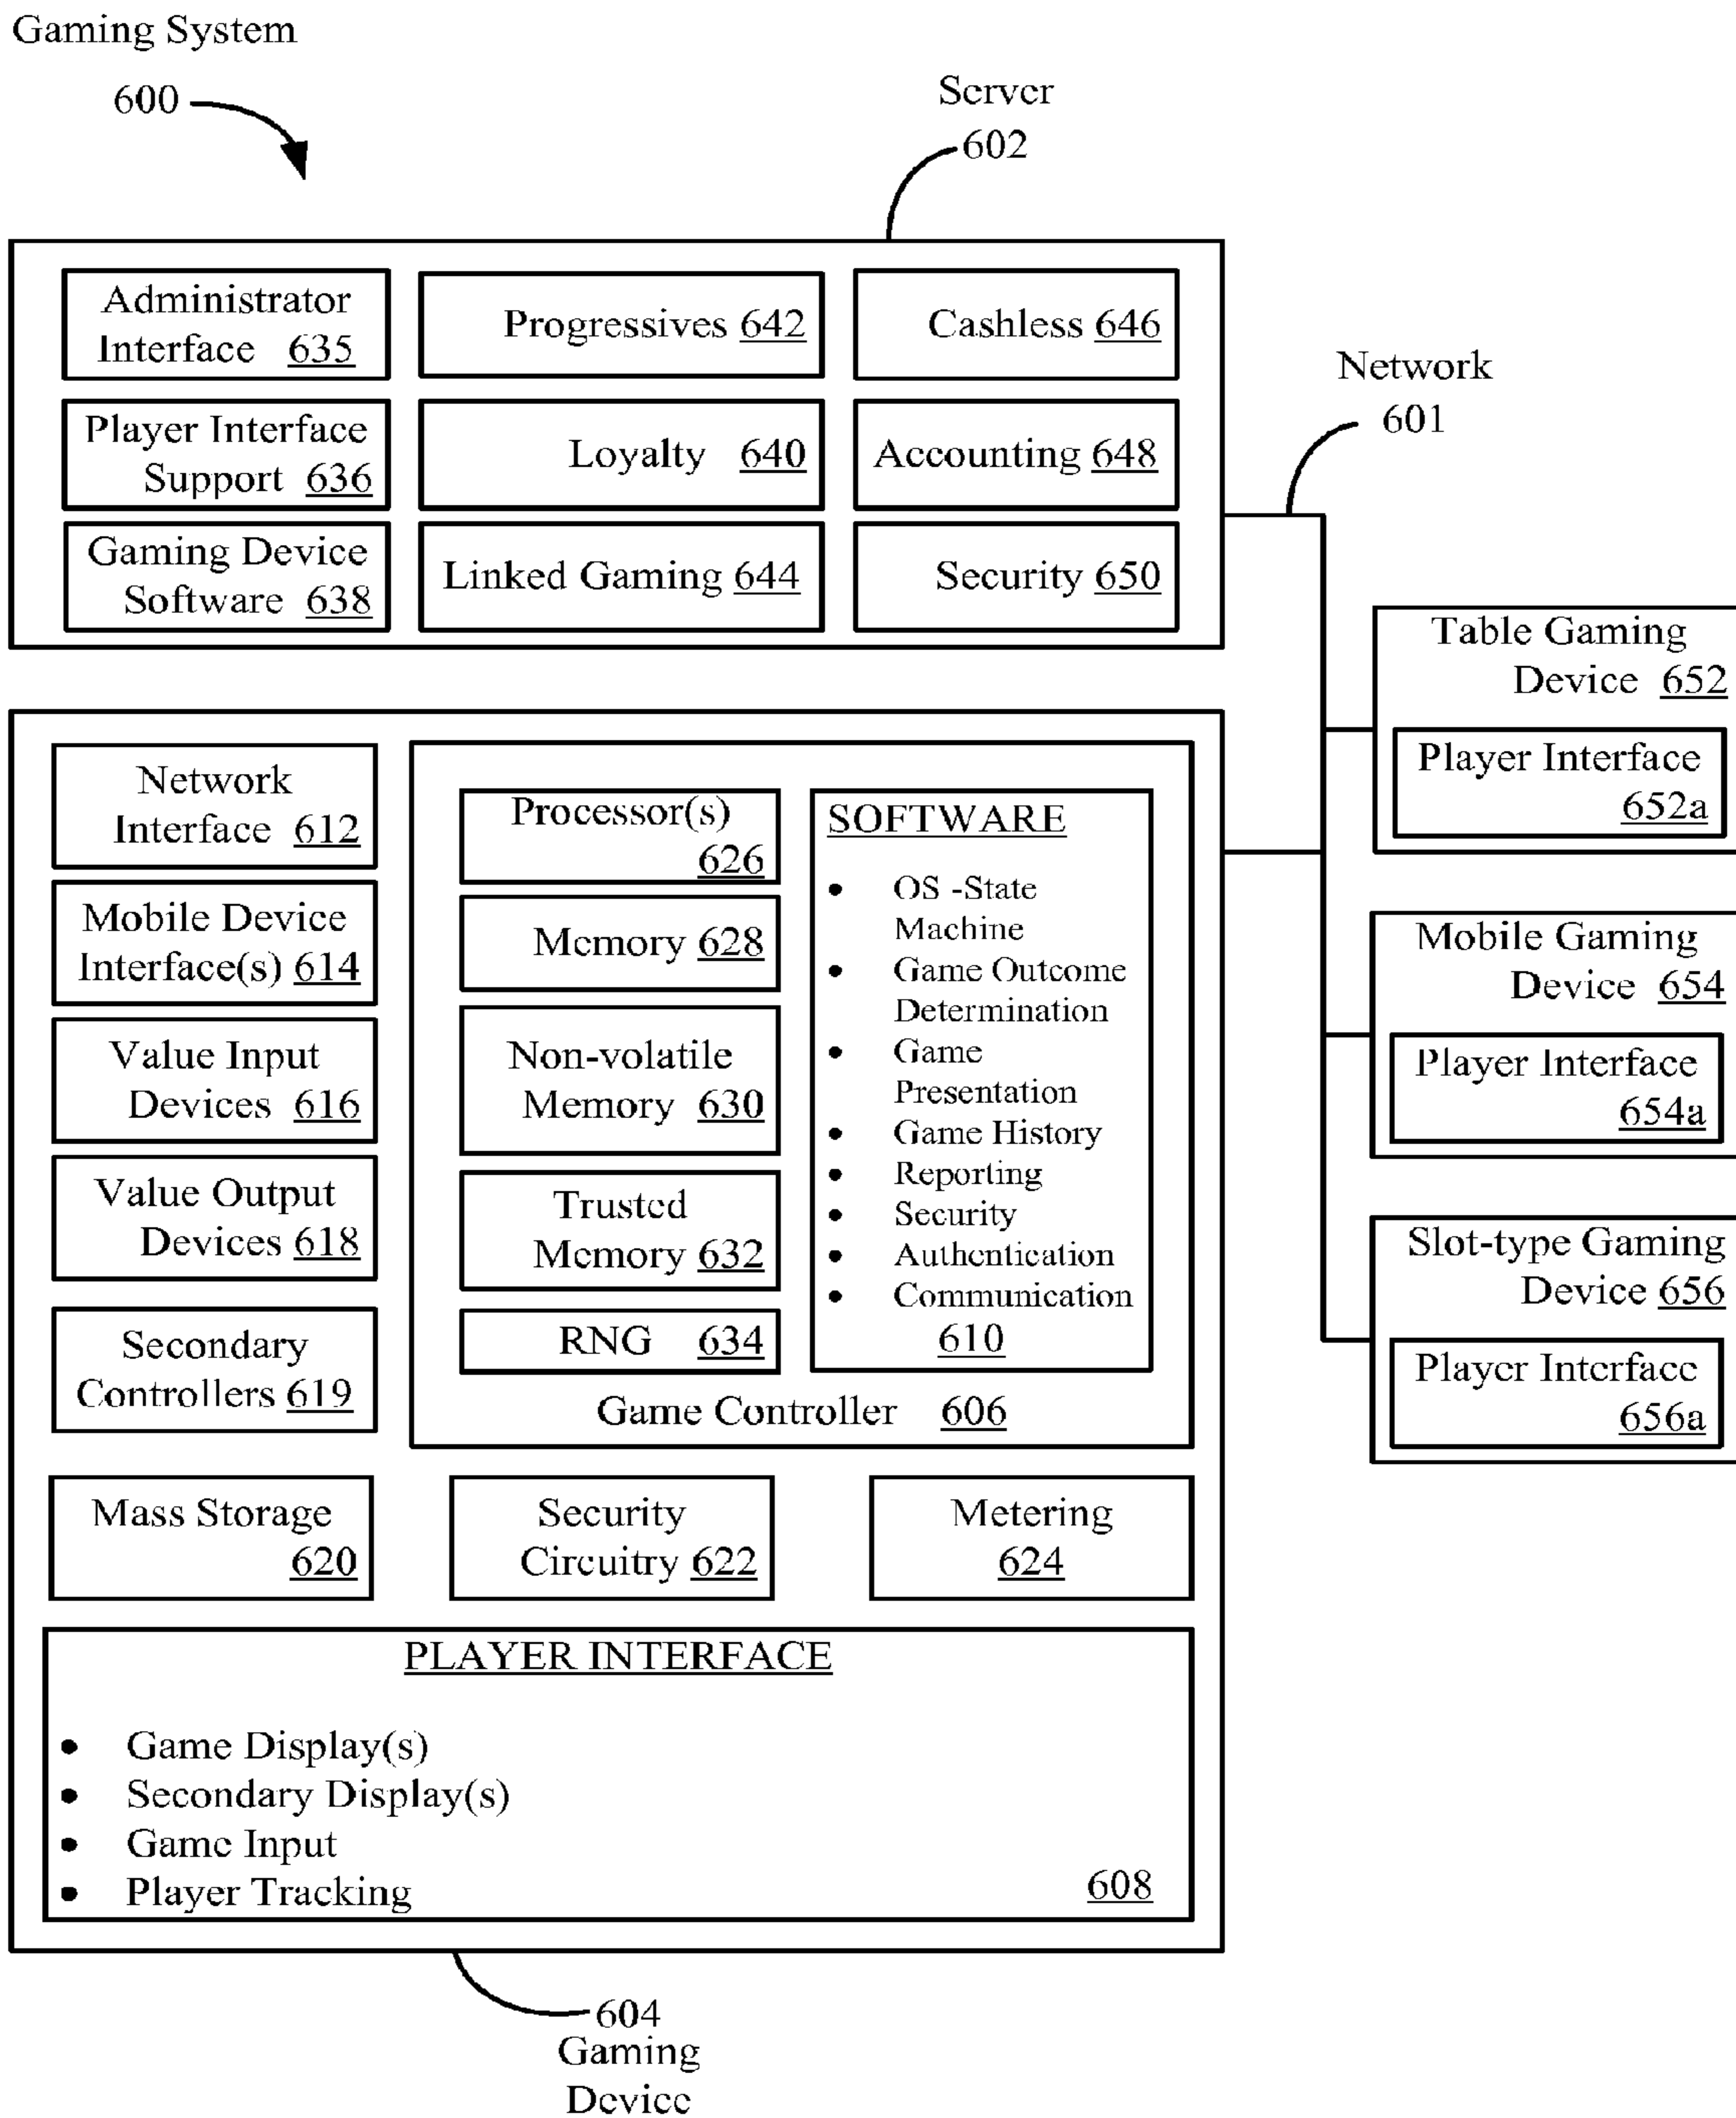 Gaming System
600
Server
602
Administrator
Interface 635
Progressives 642
Cashless 646
Player Interface
Support 636
Loyalty 640
Accounting 648
Gaming Device
Software 638
Linked Gaming 644
Security 650
Network
601
Table Gaming
Device 652
Player Interface
652a
Mobile Gaming
Device 654
Player Interface
654a
Slot-type Gaming
Device 656
Player Interface
656a
Network
Interface 612
Mobile Device
Interface(s) 614
Value Input
Devices 616
Value Output
Devices 618
Secondary
Controllers 619
Processor(s)
626
Memory 628
Non-volatile
Memory 630
Trusted
Memory 632
RNG 634
SOFTWARE
• OS -State
Machine
• Game Outcome
Determination
• Game
Presentation
• Game History
• Reporting
• Security
• Authentication
• Communication
610
Game Controller 606
Mass Storage
620
Security
Circuitry 622
Metering
624
PLAYER INTERFACE
• Game Display(s)
• Secondary Display(s)
• Game Input
• Player Tracking
608
604
Gaming
Device